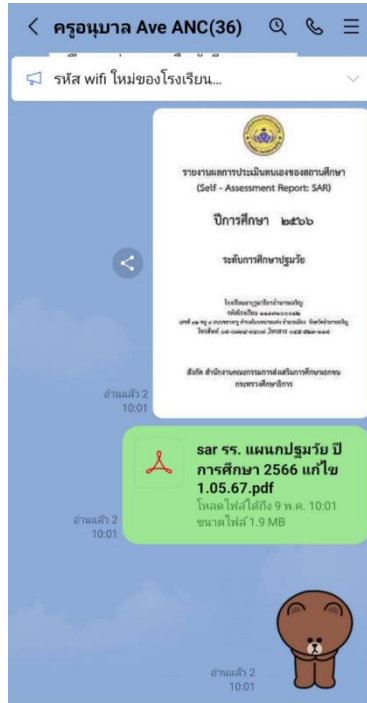 ครูอนุบาล Ave ANC(36)
รหัส wifi ใหม่ของโรงเรียน...
รายงานผลการประเมินตนเองของสถานศึกษา
(Self - Assessment Report: SAR)
ปีการศึกษา ๒๕๖๖
ระดับการศึกษาปฐมวัย
สังกัด สำนักงานคณะกรรมการส่งเสริมการศึกษาเอกชน
กระทรวงศึกษาธิการ
อ่านแล้ว 2
10:01
sar รร. แผนกปฐมวัย ปี
การศึกษา 2566 แก้ไข
1.05.67.pdf
โหลดไฟล์ได้ถึง 9 พ.ค. 10:01
ขนาดไฟล์ 1.9 MB
อ่านแล้ว 2
10:01
อ่านแล้ว 2
10:01